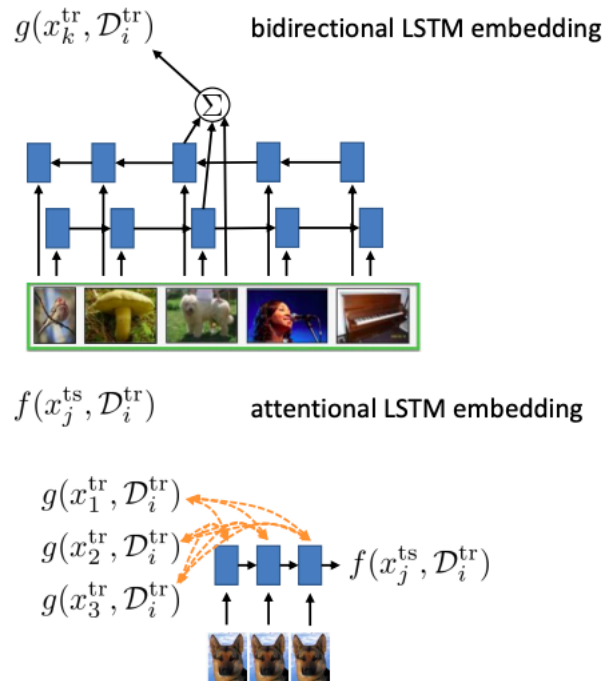 g(x_k^tr, D_i^tr) bidirectional LSTM embedding
Σ
f(x_j^ts, D_i^tr) attentional LSTM embedding
g(x_1^tr, D_i^tr)
g(x_2^tr, D_i^tr) f(x_j^ts, D_i^tr)
g(x_3^tr, D_i^tr)